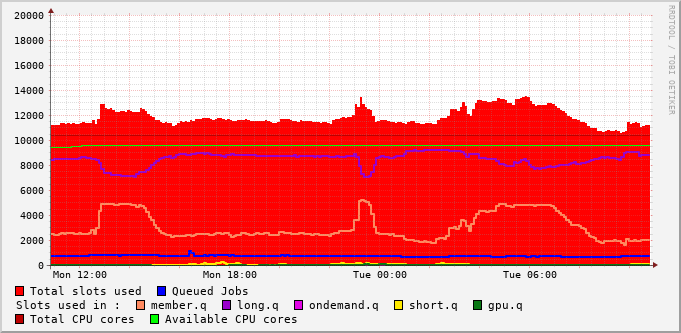 20000
18000
16000
14000
12000
10000
8000
6000
4000
2000
0
Mon 12:00 Mon 18:00 Tue 00:00 Tue 06:00
Total slots used Queued Jobs
Slots used in : member.q long.q ondemand.q short.q gpu.q
Total CPU cores Available CPU cores
RRDTOOL / TOBI OETIKER